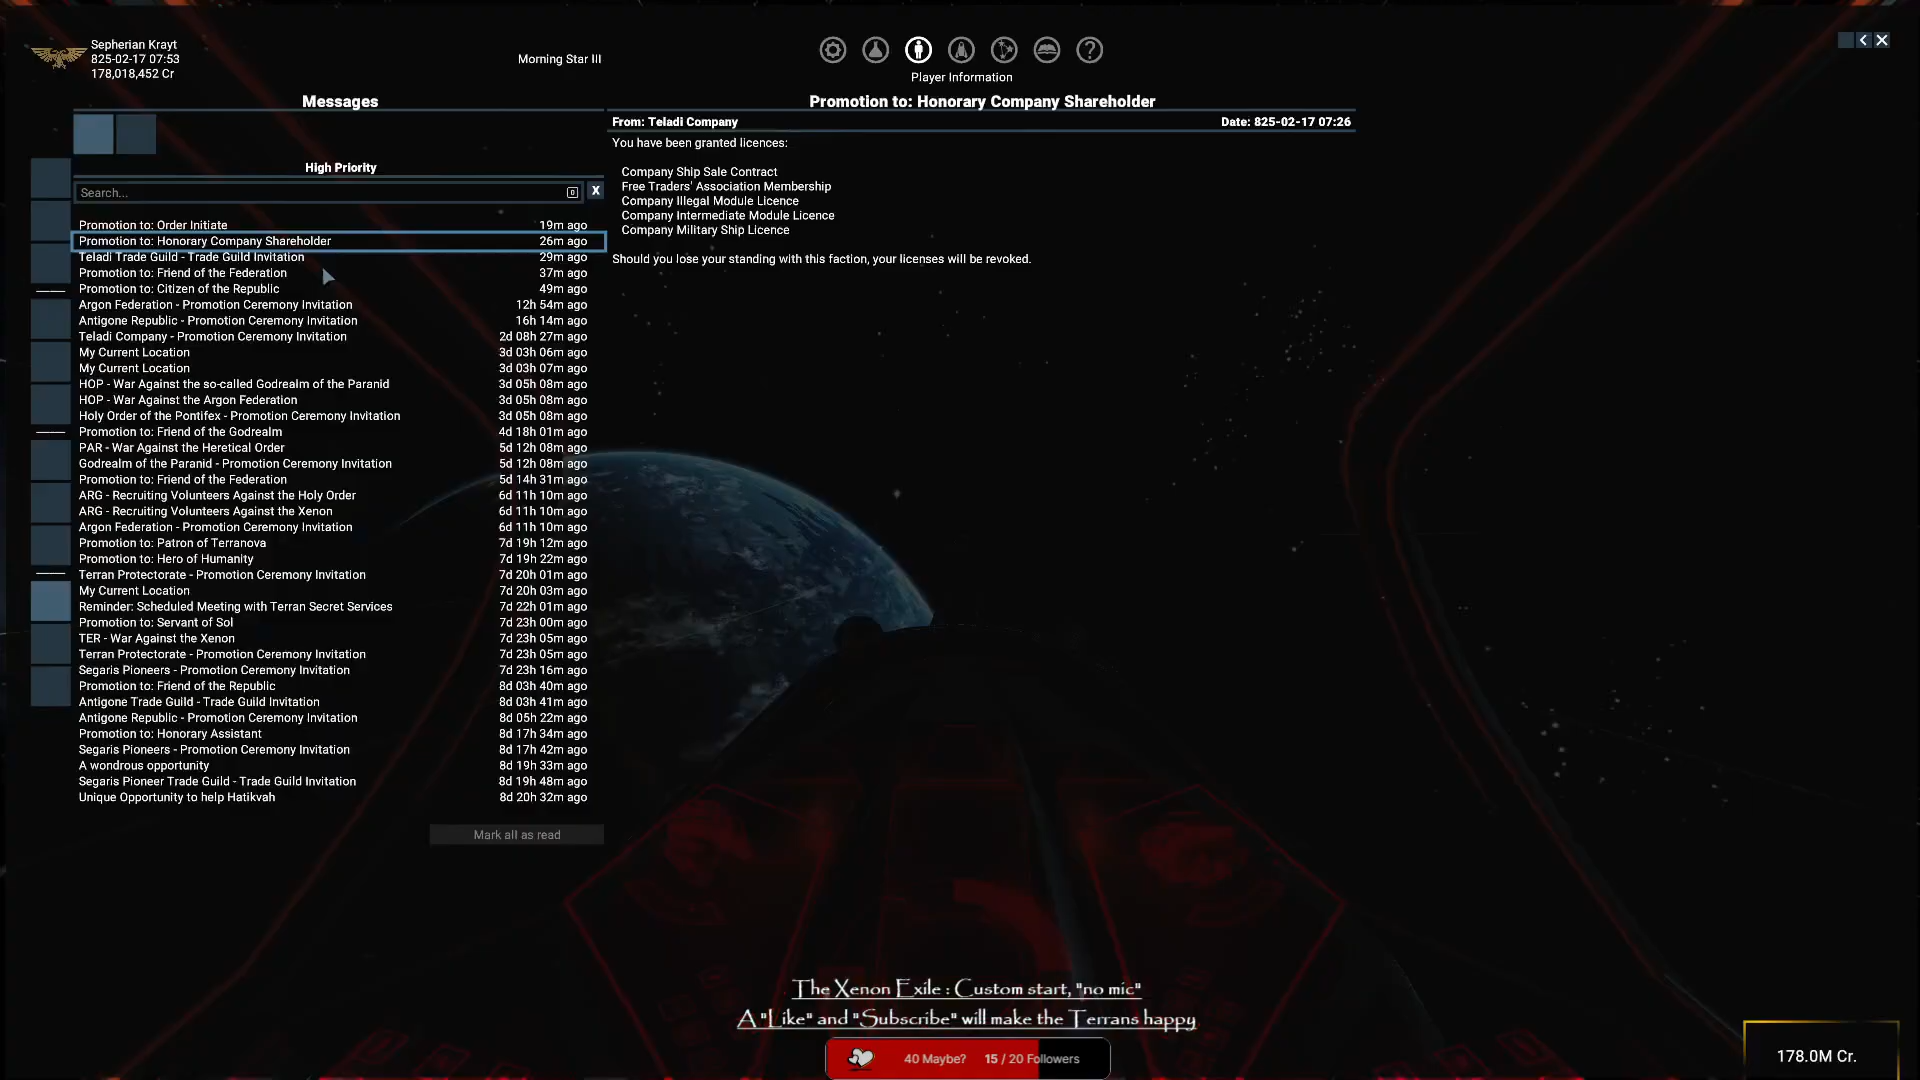 Sepherian Krayt
825-02-17 07:53
178,018,452 Cr
Morning Star III
Player Information
Messages
High Priority
Search...
X
Promotion to: Order Initiate 19m ago
Promotion to: Honorary Company Shareholder 26m ago
Teladi Trade Guild - Trade Guild Invitation 29m ago
Promotion to: Friend of the Federation 37m ago
Promotion to: Citizen of the Republic 49m ago
Argon Federation - Promotion Ceremony Invitation 12h 54m ago
Antigone Republic - Promotion Ceremony Invitation 16h 14m ago
Teladi Company - Promotion Ceremony Invitation 2d 08h 27m ago
My Current Location 3d 03h 06m ago
My Current Location 3d 03h 07m ago
HOP - War Against the so-called Godrealm of the Paranid 3d 05h 08m ago
HOP - War Against the Argon Federation 3d 05h 08m ago
Holy Order of the Pontifex - Promotion Ceremony Invitation 3d 05h 08m ago
Promotion to: Friend of the Godrealm 4d 18h 01m ago
PAR - War Against the Heretical Order 5d 12h 08m ago
Godrealm of the Paranid - Promotion Ceremony Invitation 5d 12h 08m ago
Promotion to: Friend of the Federation 5d 14h 31m ago
ARG - Recruiting Volunteers Against the Holy Order 6d 11h 10m ago
ARG - Recruiting Volunteers Against the Xenon 6d 11h 10m ago
Argon Federation - Promotion Ceremony Invitation 6d 11h 10m ago
Promotion to: Patron of Terranova 7d 19h 12m ago
Promotion to: Hero of Humanity 7d 19h 22m ago
Terran Protectorate - Promotion Ceremony Invitation 7d 20h 01m ago
My Current Location 7d 20h 03m ago
Reminder: Scheduled Meeting with Terran Secret Services 7d 22h 01m ago
Promotion to: Servant of Sol 7d 23h 00m ago
TER - War Against the Xenon 7d 23h 05m ago
Terran Protectorate - Promotion Ceremony Invitation 7d 23h 05m ago
Segaris Pioneers - Promotion Ceremony Invitation 7d 23h 16m ago
Promotion to: Friend of the Republic 8d 03h 40m ago
Antigone Trade Guild - Trade Guild Invitation 8d 03h 41m ago
Antigone Republic - Promotion Ceremony Invitation 8d 05h 22m ago
Promotion to: Honorary Assistant 8d 17h 34m ago
Segaris Pioneers - Promotion Ceremony Invitation 8d 17h 42m ago
A wondrous opportunity 8d 19h 33m ago
Segaris Pioneer Trade Guild - Trade Guild Invitation 8d 19h 48m ago
Unique Opportunity to help Hatikvah 8d 20h 32m ago
Mark all as read
Promotion to: Honorary Company Shareholder
From: Teladi Company Date: 825-02-17 07:26
You have been granted licences:
Company Ship Sale Contract
Free Traders' Association Membership
Company Illegal Module Licence
Company Intermediate Module Licence
Company Military Ship Licence
Should you lose your standing with this faction, your licenses will be revoked.
The Xenon Exile : Custom start, "no mic"
A "Like" and "Subscribe" will make the Terrans happy
40 Maybe? 15 / 20 Followers
178.0M Cr.